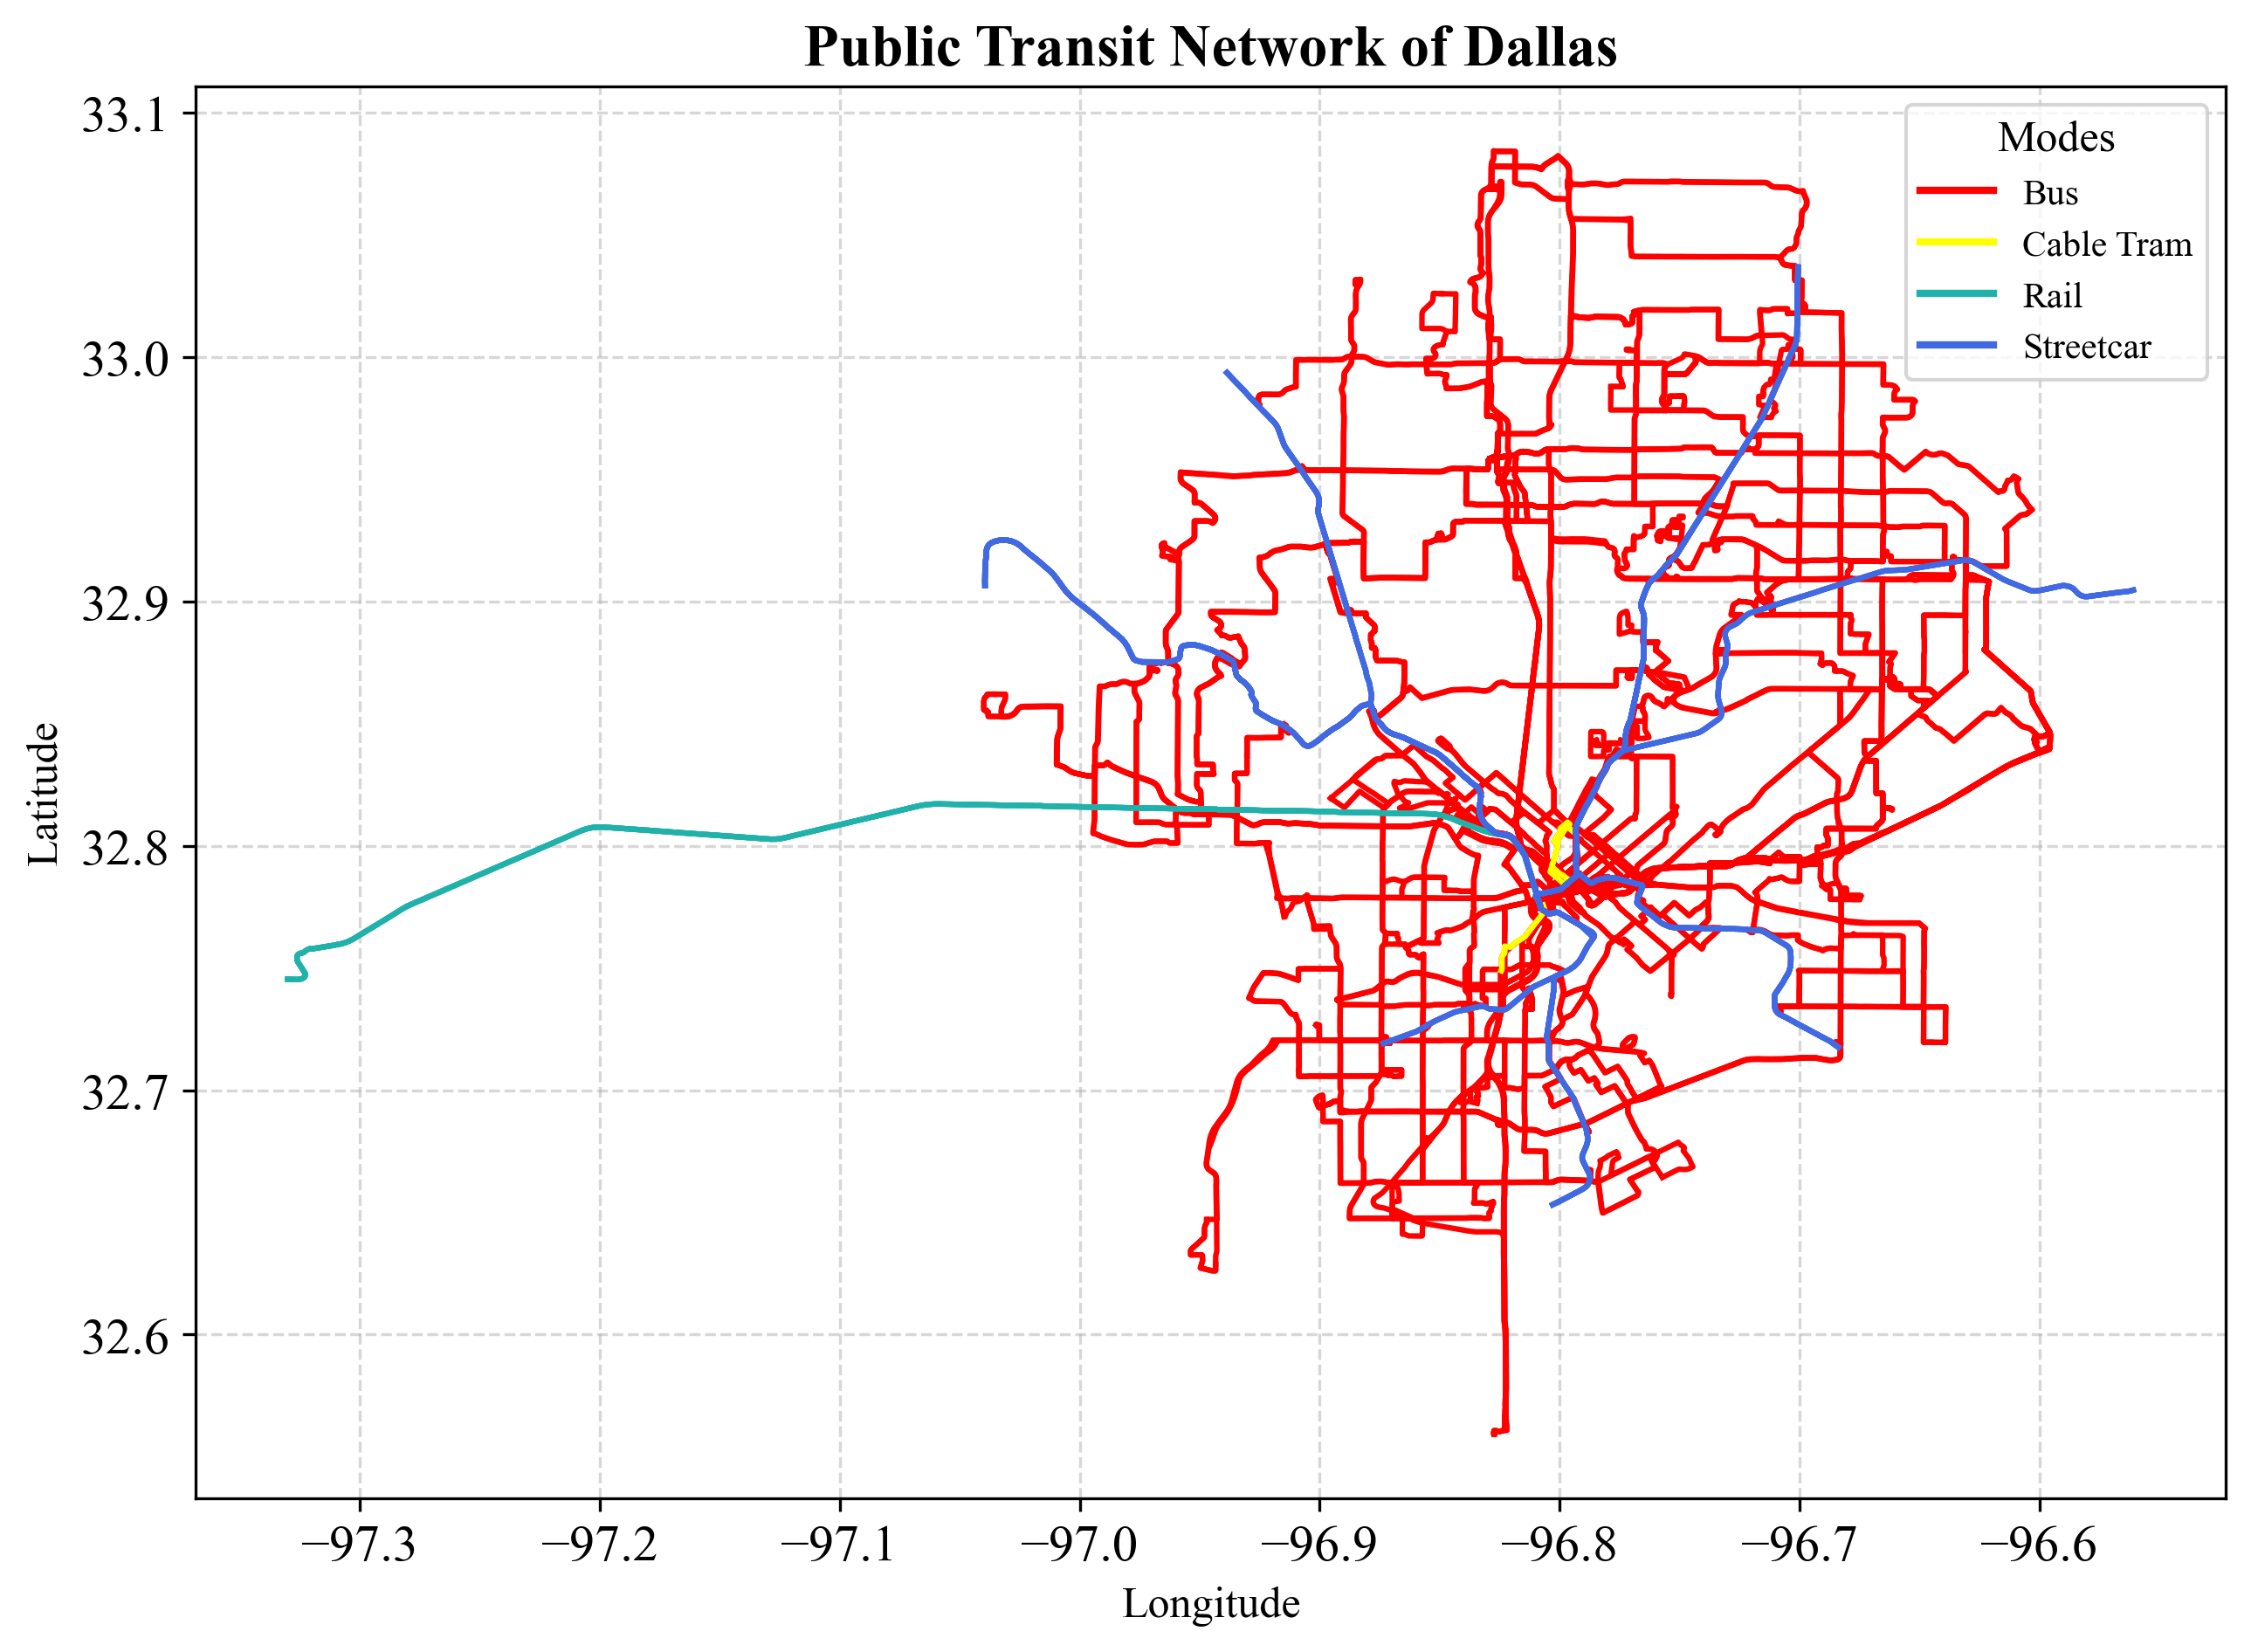 Public Transit Network of Dallas
33.1
33.0
32.9
32.8
32.7
32.6
Latitude
Modes
Bus
Cable Tram
Rail
Streetcar
−97.3 −97.2 −97.1 −97.0 −96.9 −96.8 −96.7 −96.6
Longitude